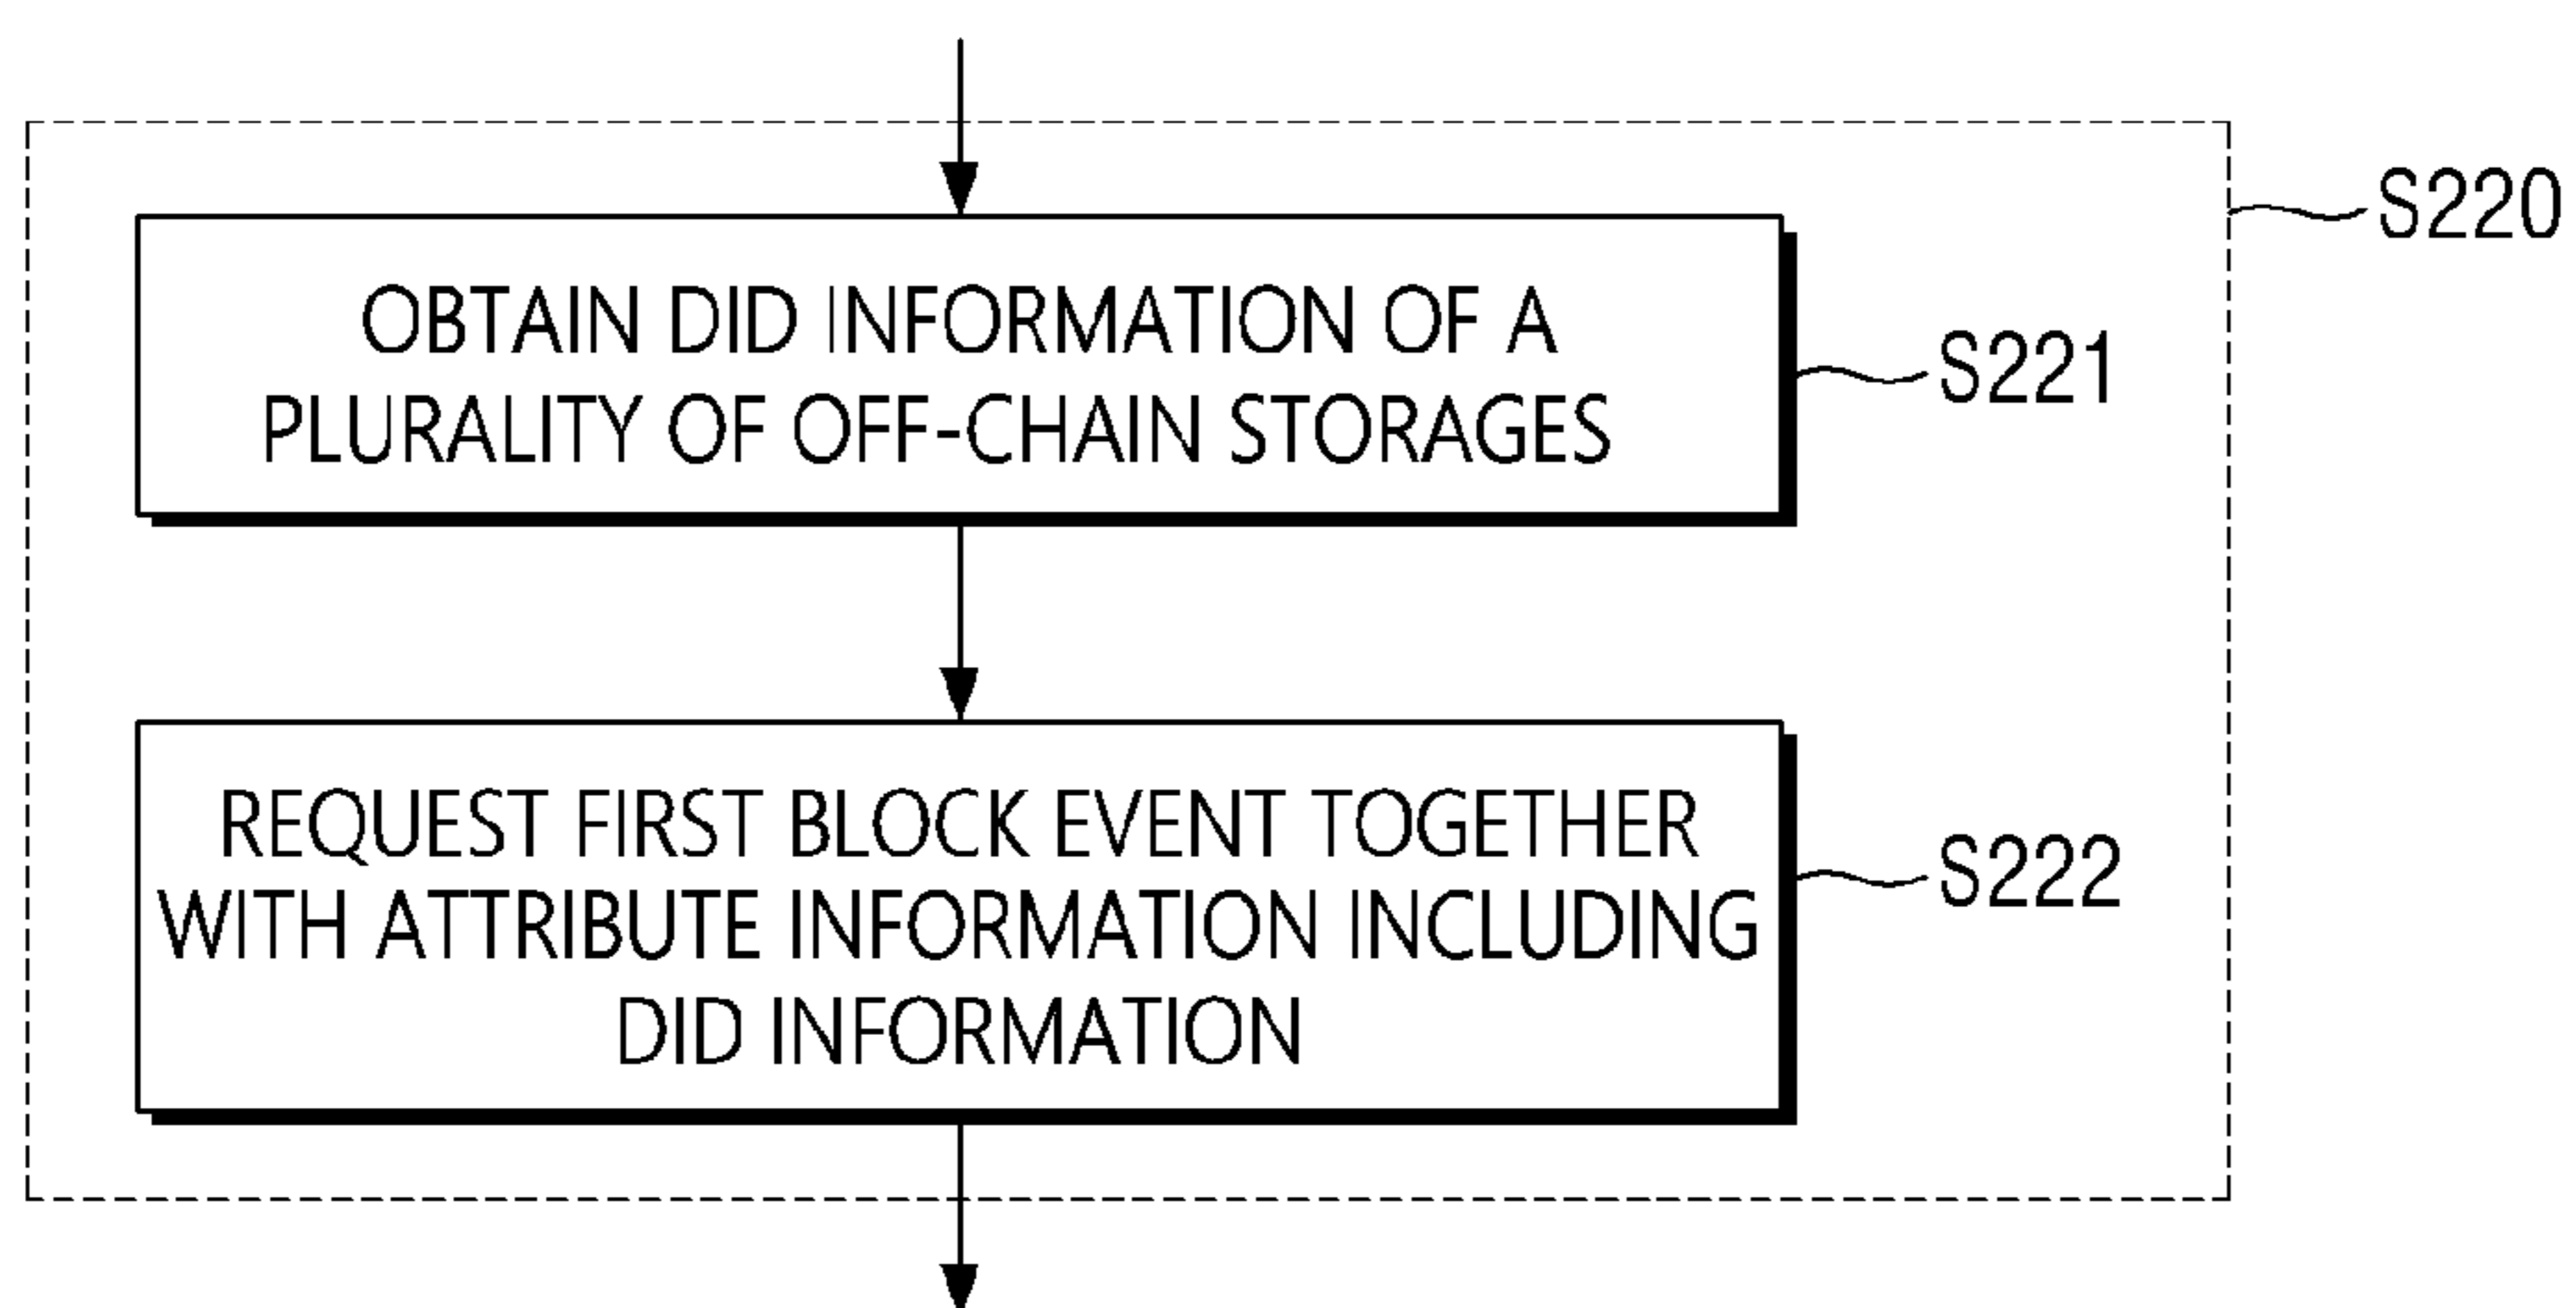 S220
OBTAIN DID INFORMATION OF A
PLURALITY OF OFF-CHAIN STORAGES
S221
REQUEST FIRST BLOCK EVENT TOGETHER
WITH ATTRIBUTE INFORMATION INCLUDING
DID INFORMATION
S222